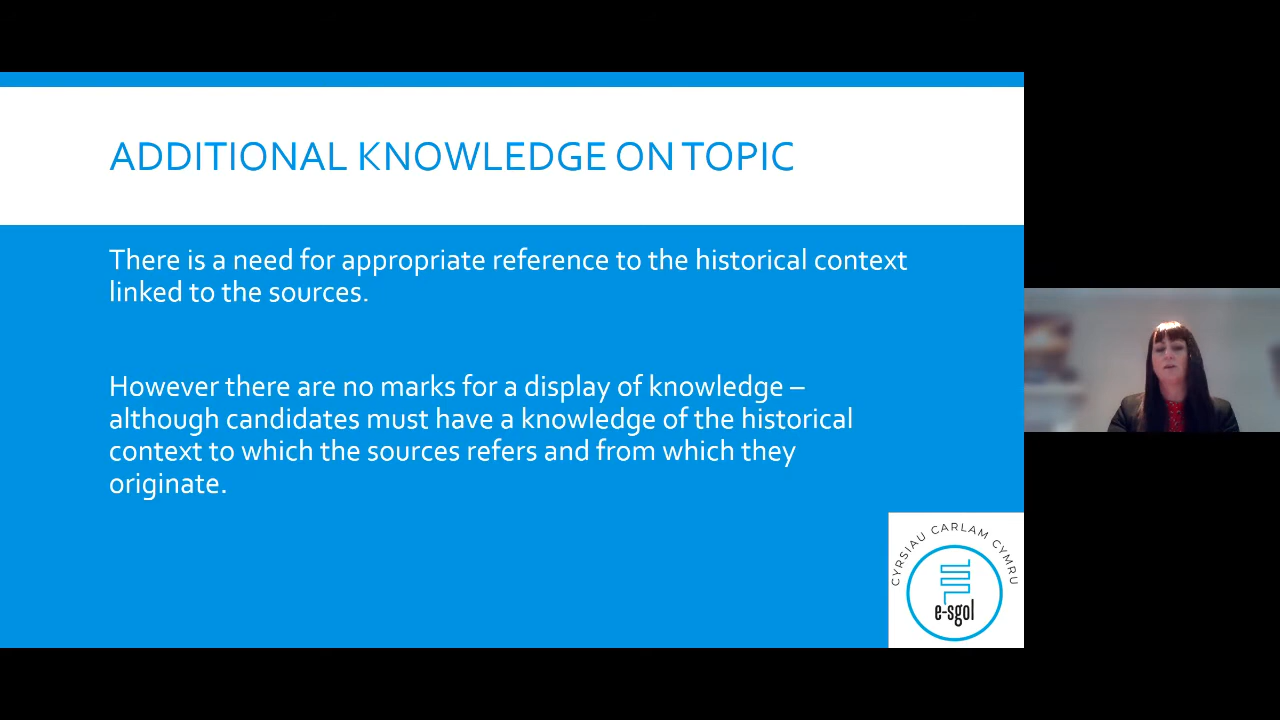 ADDITIONAL KNOWLEDGE ON TOPIC
There is a need for appropriate reference to the historical context
linked to the sources.
However there are no marks for a display of knowledge –
although candidates must have a knowledge of the historical
context to which the sources refers and from which they
originate.
CYRSIAU CARLAM CYMRU
e-sgol